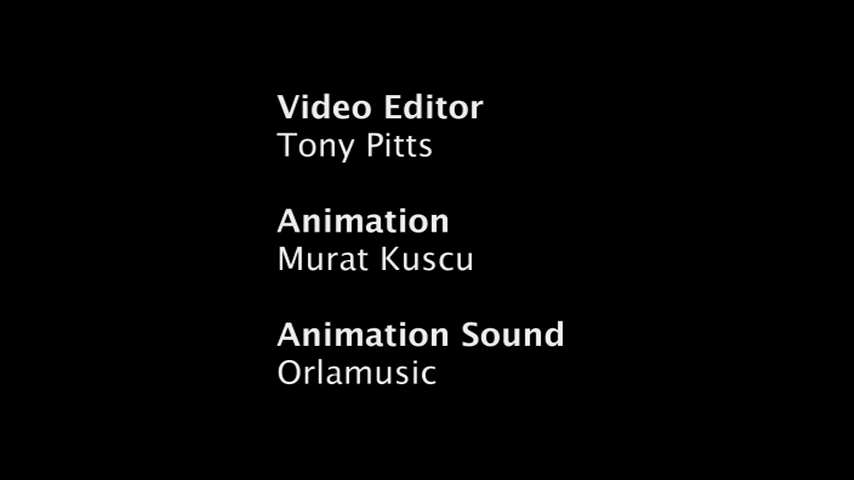 Video Editor
Tony Pitts
Animation
Murat Kuscu
Animation Sound
Orlamusic